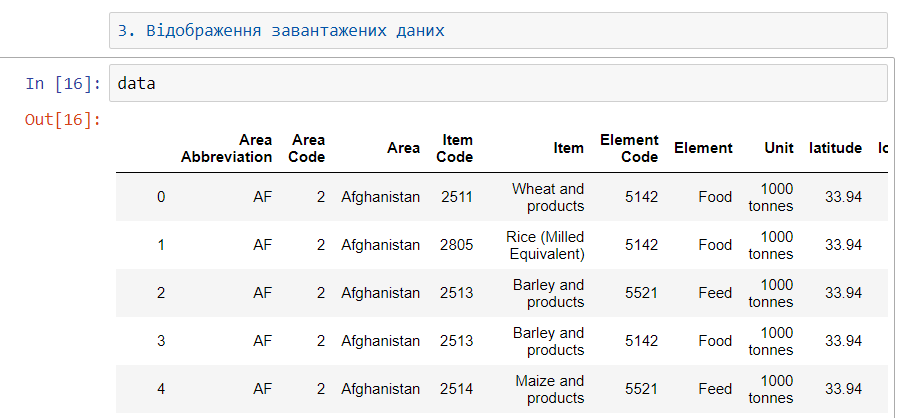 3. Відображення завантажених даних
In [16]: data
Out[16]:
Area Abbreviation Area Code Area Item Code Item Element Code Element Unit latitude lc
0 AF 2 Afghanistan 2511 Wheat and products 5142 Food 1000 tonnes 33.94
1 AF 2 Afghanistan 2805 Rice (Milled Equivalent) 5142 Food 1000 tonnes 33.94
2 AF 2 Afghanistan 2513 Barley and products 5521 Feed 1000 tonnes 33.94
3 AF 2 Afghanistan 2513 Barley and products 5142 Food 1000 tonnes 33.94
4 AF 2 Afghanistan 2514 Maize and products 5521 Feed 1000 tonnes 33.94